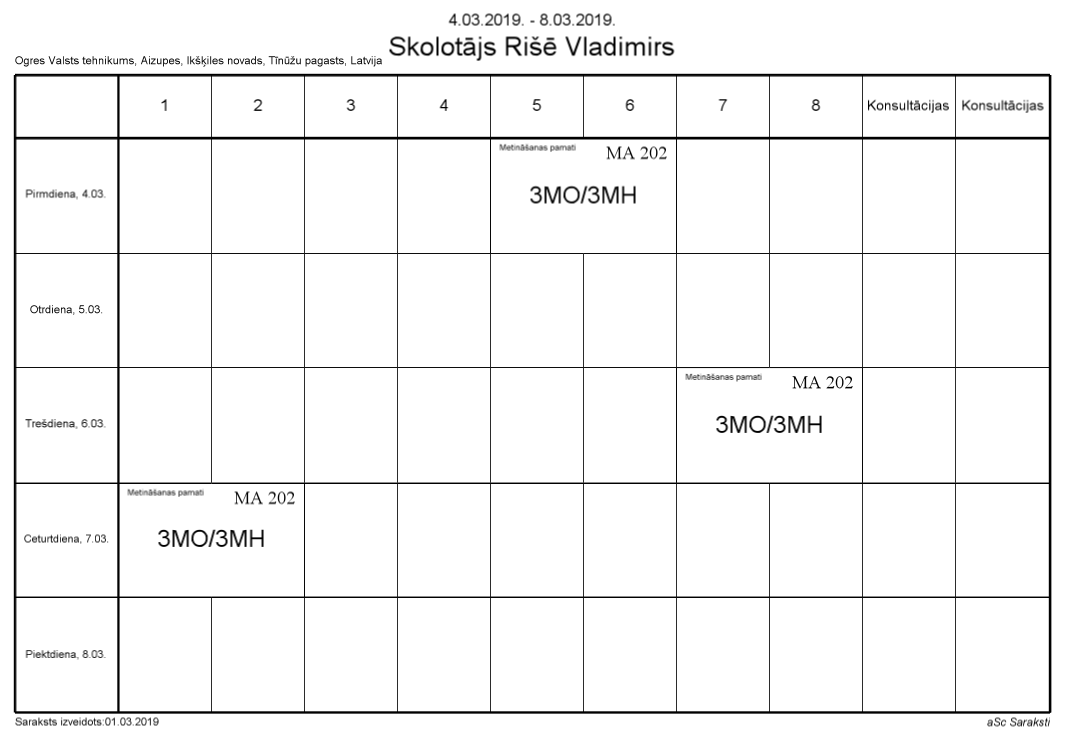 4.03.2019. - 8.03.2019.
Skolotājs Rišē Vladimirs
Ogres Valsts tehnikums, Aizupes, Ikšķiles novads, Tīnūžu pagasts, Latvija
1 2 3 4 5 6 7 8 Konsultācijas Konsultācijas
Metināšanas pamati MA 202
Pirmdiena, 4.03. 3MO/3MH
Otrdiena, 5.03.
Metināšanas pamati MA 202
Trešdiena, 6.03. 3MO/3MH
Metināšanas pamati MA 202
Ceturtdiena, 7.03. 3MO/3MH
Piektdiena, 8.03.
Saraksts izveidots:01.03.2019 aSc Saraksti